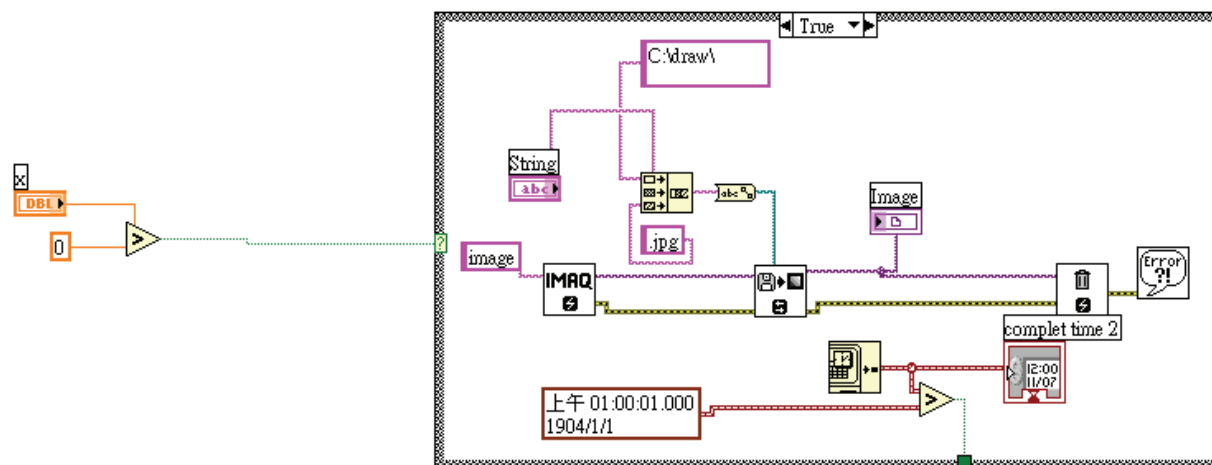 True
C:\draw\
String
abc
x
DBL
0
>
?
.jpg
abc
Image
image
IMAQ
Error
?!
complet time 2
12:00
11/07
>
上午 01:00:01.000
1904/1/1